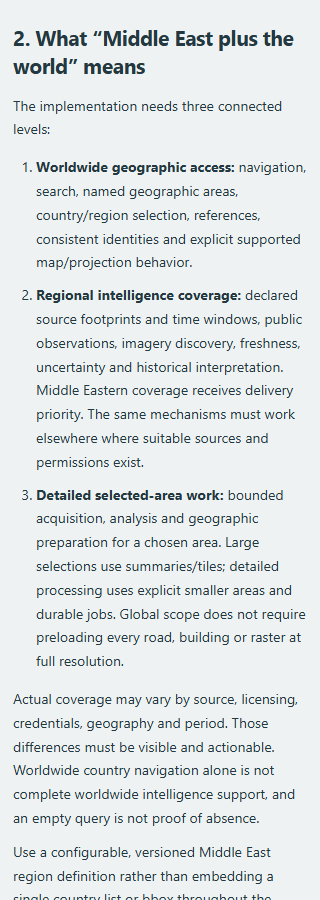 2. What “Middle East plus the
world” means
The implementation needs three connected
levels:
1. Worldwide geographic access: navigation,
search, named geographic areas,
country/region selection, references,
consistent identities and explicit supported
map/projection behavior.
2. Regional intelligence coverage: declared
source footprints and time windows, public
observations, imagery discovery, freshness,
uncertainty and historical interpretation.
Middle Eastern coverage receives delivery
priority. The same mechanisms must work
elsewhere where suitable sources and
permissions exist.
3. Detailed selected-area work: bounded
acquisition, analysis and geographic
preparation for a chosen area. Large
selections use summaries/tiles; detailed
processing uses explicit smaller areas and
durable jobs. Global scope does not require
preloading every road, building or raster at
full resolution.
Actual coverage may vary by source, licensing,
credentials, geography and period. Those
differences must be visible and actionable.
Worldwide country navigation alone is not
complete worldwide intelligence support, and
an empty query is not proof of absence.
Use a configurable, versioned Middle East
region definition rather than embedding a
single country list or bbox throughout the